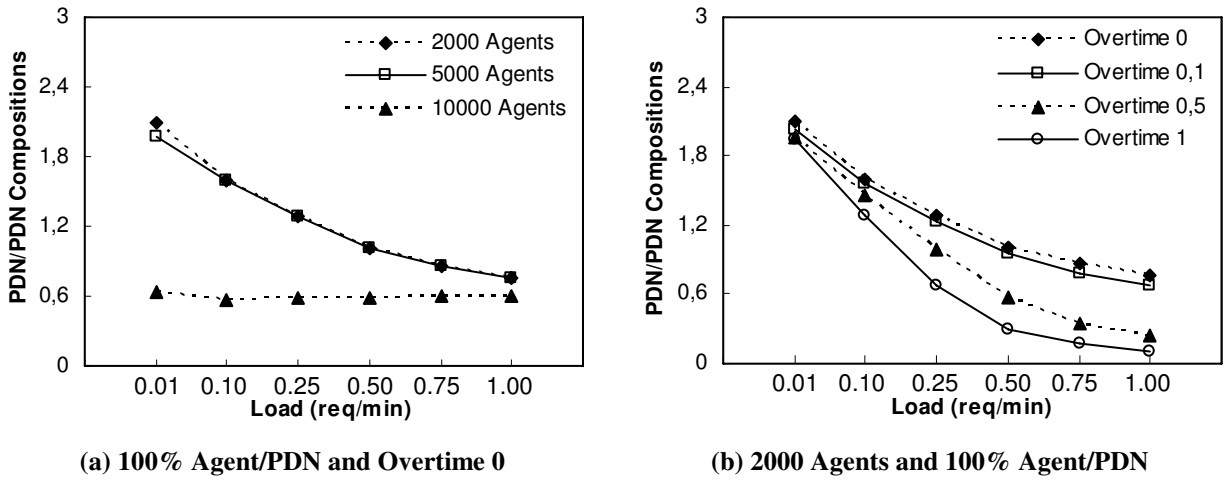 3
2,4
1,8
1,2
0,6
0
PDN/PDN Compositions
2000 Agents
5000 Agents
10000 Agents
0.01 0.10 0.25 0.50 0.75 1.00
Load (req/min)
(a) 100% Agent/PDN and Overtime 0
3
2,4
1,8
1,2
0,6
0
PDN/PDN Compositions
Overtime 0
Overtime 0,1
Overtime 0,5
Overtime 1
0.01 0.10 0.25 0.50 0.75 1.00
Load (req/min)
(b) 2000 Agents and 100% Agent/PDN